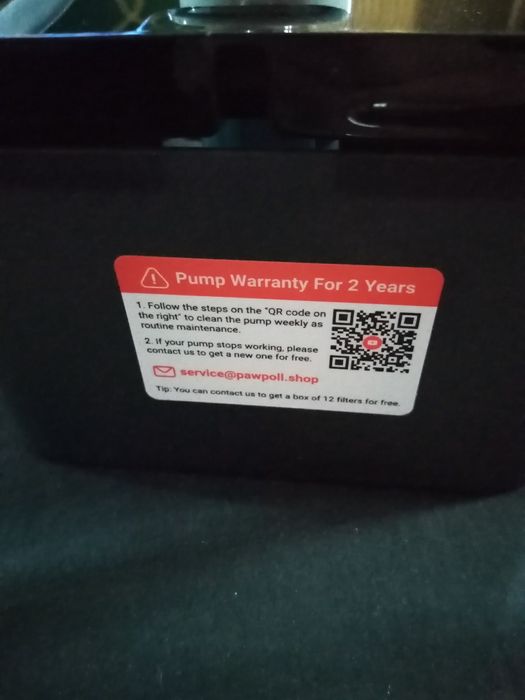 Pump Warranty For 2 Years
1. Follow the steps on the "QR code on
the right" to clean the pump weekly as
routine maintenance.
2. If your pump stops working, please
contact us to get a new one for free.
service@pawpoll.shop
Tip: You can contact us to get a box of 12 filters for free.